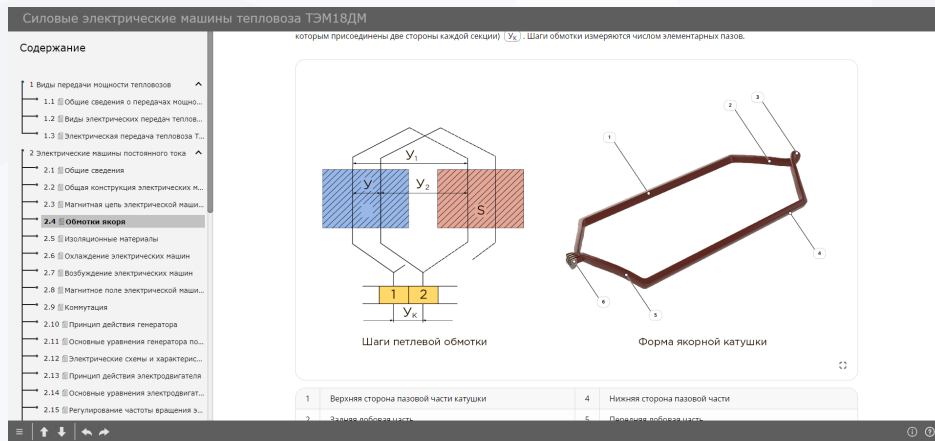 Силовые электрические машины тепловоза ТЭМ18ДМ
Содержание
1 Виды передачи мощности тепловозов
1.1 Общие сведения о передачах мощно...
1.2 Виды электрических передач теплов...
1.3 Электрическая передача тепловоза Т...
2 Электрические машины постоянного тока
2.1 Общие сведения
2.2 Общая конструкция электрических м...
2.3 Магнитная цепь электрической маши...
2.4 Обмотки якоря
2.5 Изоляционные материалы
2.6 Охлаждение электрических машин
2.7 Возбуждение электрических машин
2.8 Магнитное поле электрической маши...
2.9 Коммутация
2.10 Принцип действия генератора
2.11 Основные уравнения генератора по...
2.12 Электрические схемы и характерис...
2.13 Принцип действия электродвигателя
2.14 Основные уравнения электродвигат...
2.15 Регулирование частоты вращения э...
которым присоединены две стороны каждой секции) Ук . Шаги обмотки измеряются числом элементарных пазов.
У1
У
У2
S
1 2
Ук
Шаги петлевой обмотки
1
2
3
4
5
6
Форма якорной катушки
1 Верхняя сторона пазовой части катушки 4 Нижняя сторона пазовой части
2 Задняя лобовая часть 5 Передняя лобовая часть